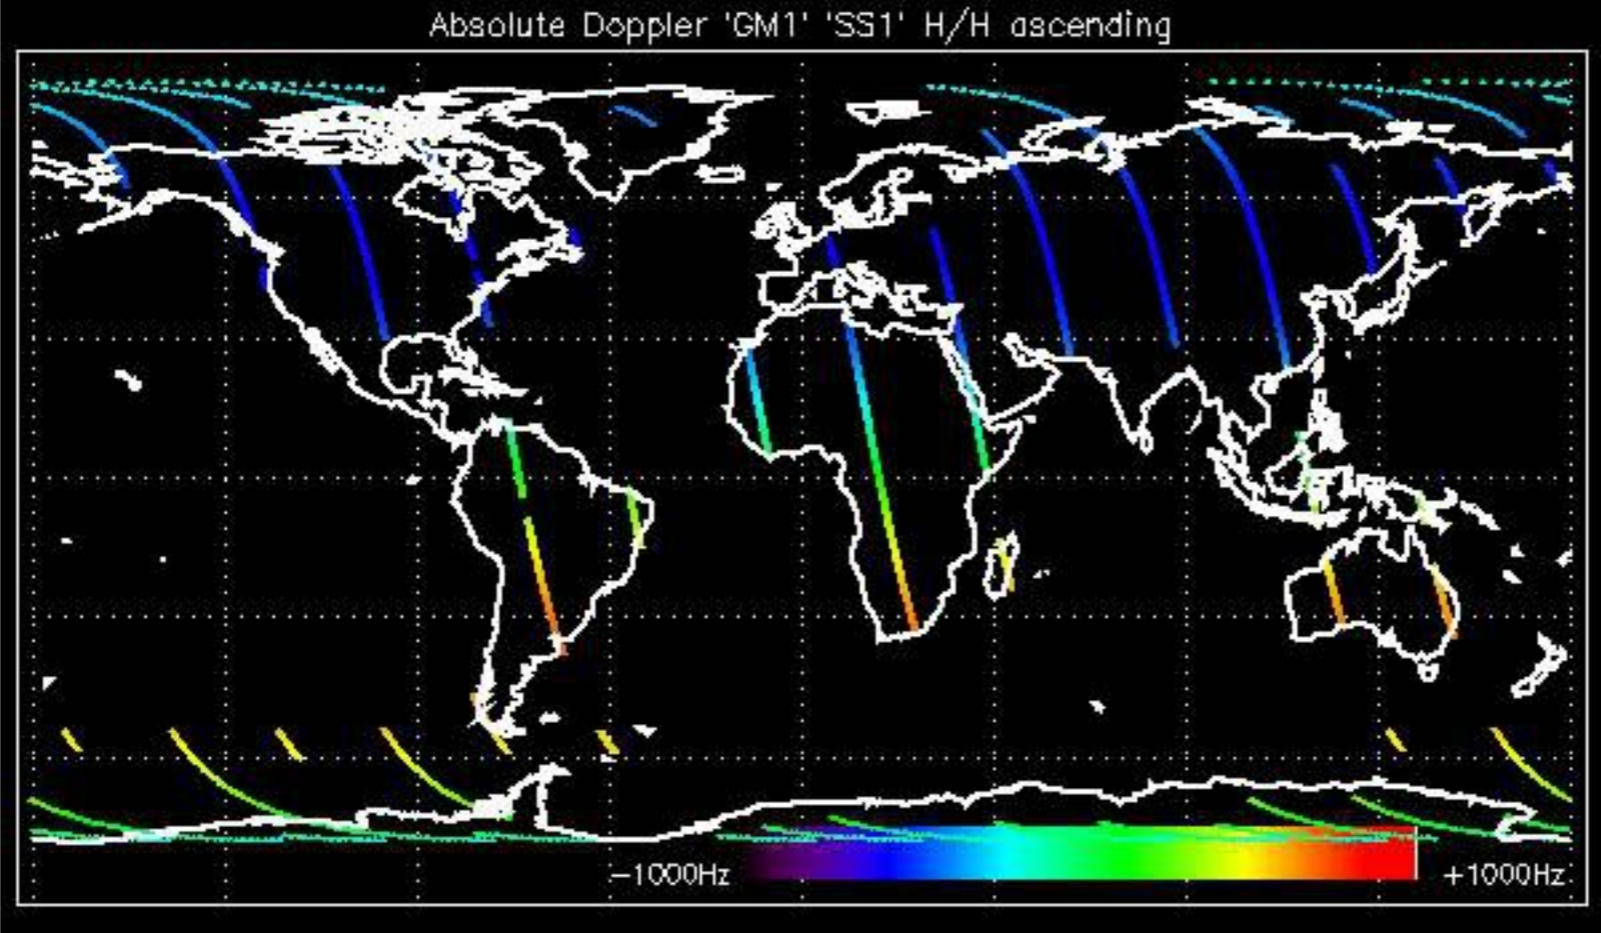 Absolute Doppler 'GM1' 'SS1' H/H ascending
−1000Hz +1000Hz